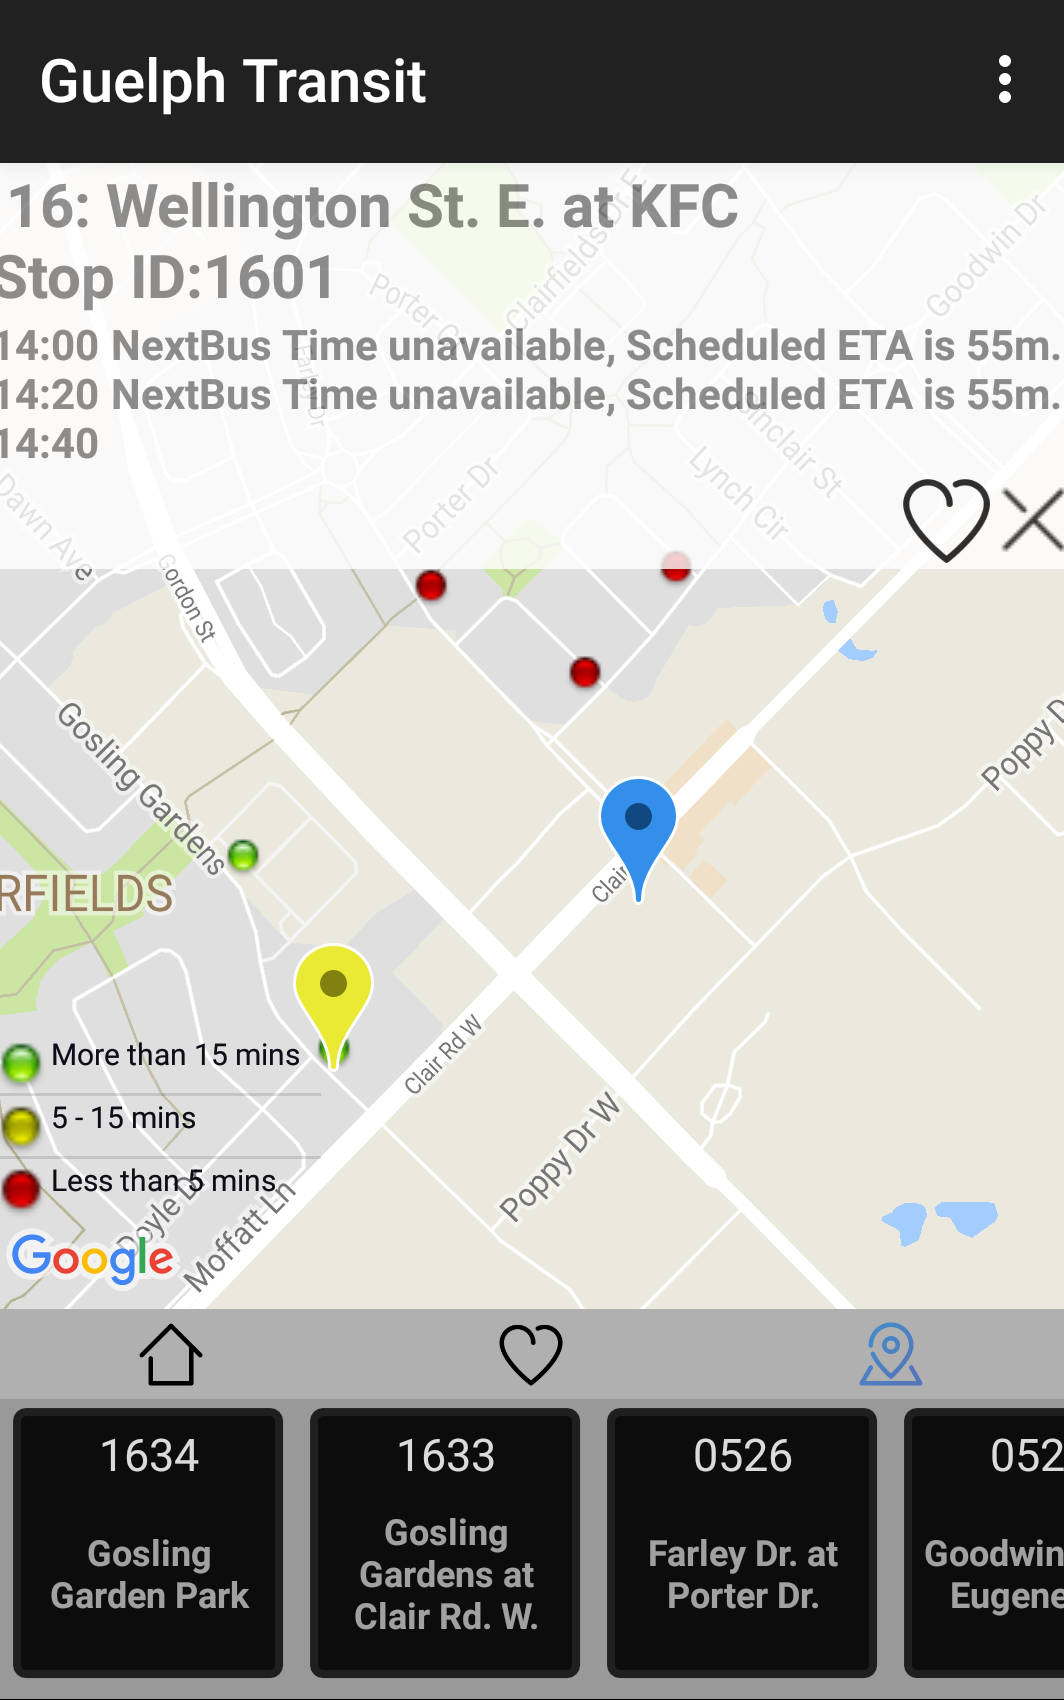 Guelph Transit
16: Wellington St. E. at KFC
Stop ID:1601
14:00 NextBus Time unavailable, Scheduled ETA is 55m.
14:20 NextBus Time unavailable, Scheduled ETA is 55m.
14:40
Clairfields Dr E
Goodwin Dr
Porter
Farley Dr
Sinclair St
Lynch Cir
Porter Dr
Dawn Ave
Gordon St
Gosling Gardens
Poppy D
RFIELDS
Clair
Clair Rd W
Poppy Dr W
Doyle D
Moffatt Ln
More than 15 mins
5 - 15 mins
Less than 5 mins
Google
1634
Gosling
Garden Park
1633
Gosling
Gardens at
Clair Rd. W.
0526
Farley Dr. at
Porter Dr.
052
Goodwin
Eugene